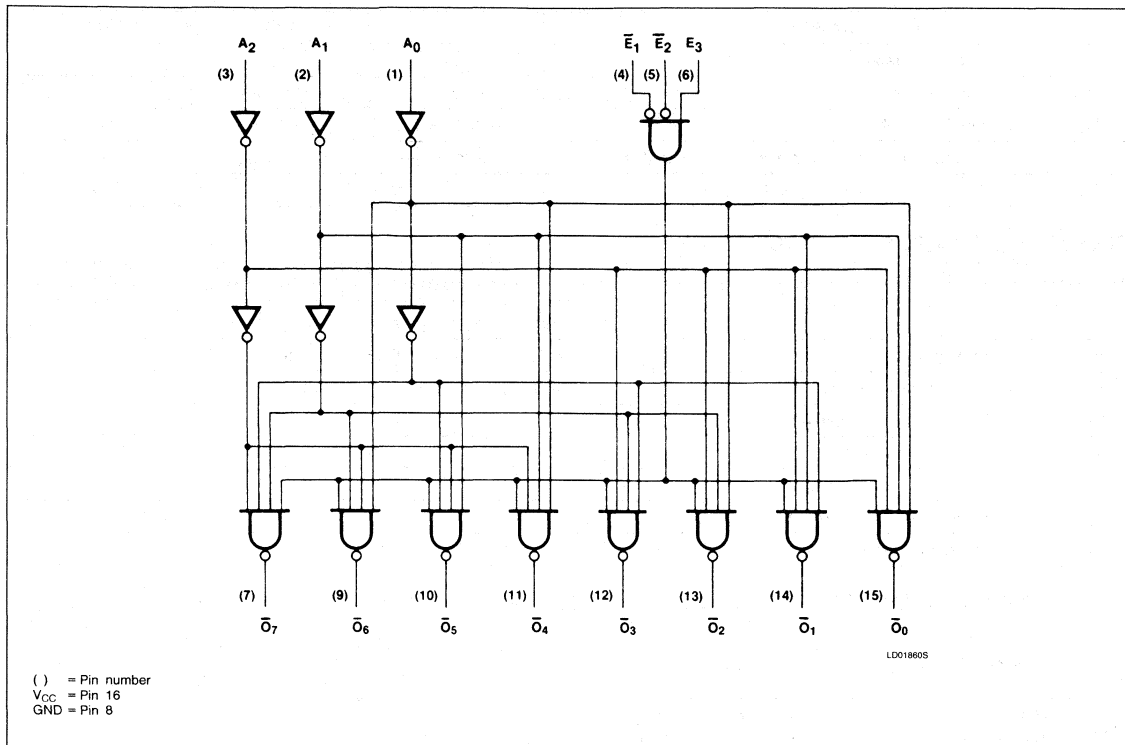 A₂ A₁ A₀ Ē₁ Ē₂ E₃
(3) (2) (1) (4) (5) (6)
(7) (9) (10) (11) (12) (13) (14) (15)
Ō₇ Ō₆ Ō₅ Ō₄ Ō₃ Ō₂ Ō₁ Ō₀
LD01860S
( ) = Pin number
V_CC = Pin 16
GND = Pin 8